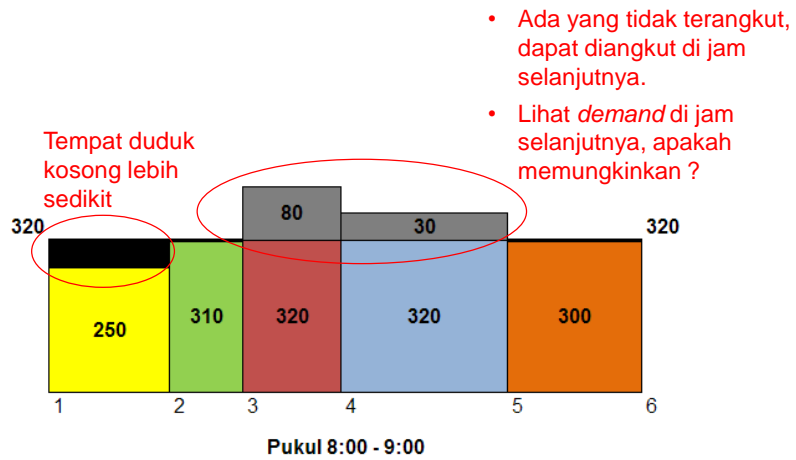 • Ada yang tidak terangkut,
dapat diangkut di jam
selanjutnya.
• Lihat demand di jam
selanjutnya, apakah
memungkinkan ?
Tempat duduk
kosong lebih
sedikit
80
30
320
320
250
310
320
320
300
1
2
3
4
5
6
Pukul 8:00 - 9:00